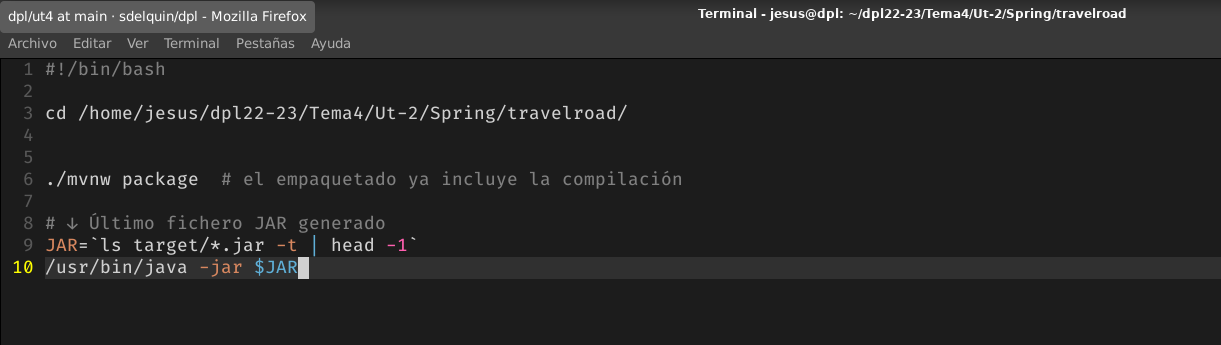 dpl/ut4 at main · sdelquin/dpl - Mozilla Firefox
Terminal - jesus@dpl: ~/dpl22-23/Tema4/Ut-2/Spring/travelroad
Archivo Editar Ver Terminal Pestañas Ayuda
1 #!/bin/bash
2
3 cd /home/jesus/dpl22-23/Tema4/Ut-2/Spring/travelroad/
4
5
6 ./mvnw package  # el empaquetado ya incluye la compilación
7
8 # ↓ Último fichero JAR generado
9 JAR=`ls target/*.jar -t | head -1`
10 /usr/bin/java -jar $JAR